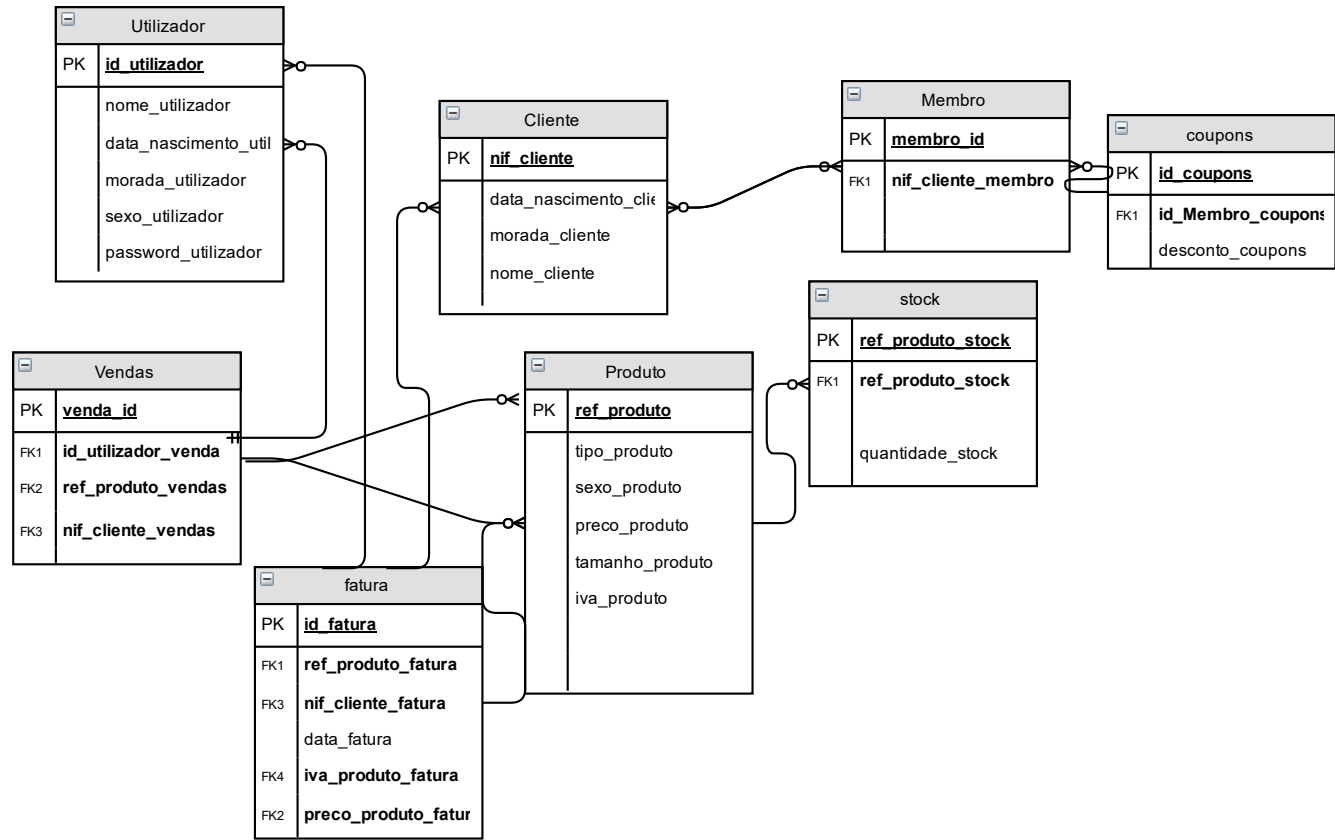 Utilizador
PK id_utilizador
nome_utilizador
data_nascimento_util
morada_utilizador
sexo_utilizador
password_utilizador
Cliente
PK nif_cliente
data_nascimento_clie
morada_cliente
nome_cliente
Membro
PK membro_id
FK1 nif_cliente_membro
coupons
PK id_coupons
FK1 id_Membro_coupons
desconto_coupons
stock
PK ref_produto_stock
FK1 ref_produto_stock
quantidade_stock
Vendas
PK venda_id
FK1 id_utilizador_venda
FK2 ref_produto_vendas
FK3 nif_cliente_vendas
Produto
PK ref_produto
tipo_produto
sexo_produto
preco_produto
tamanho_produto
iva_produto
fatura
PK id_fatura
FK1 ref_produto_fatura
FK3 nif_cliente_fatura
data_fatura
FK4 iva_produto_fatura
FK2 preco_produto_fatur